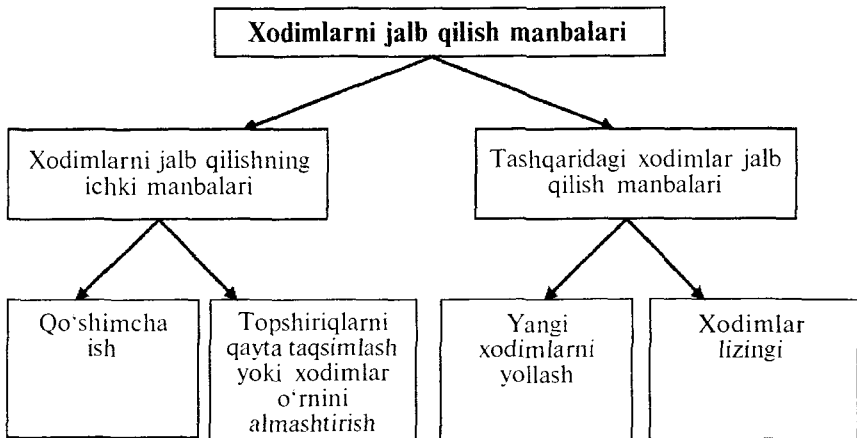 Xodimlarni jalb qilish manbalari
Xodimlarni jalb qilishning
ichki manbalari
Tashqaridagi xodimlar jalb
qilish manbalari
Qo‘shimcha
ish
Topshiriqlarni
qayta taqsimlash
yoki xodimlar
o‘rnini
almashtirish
Yangi
xodimlarni
yollash
Xodimlar
lizingi